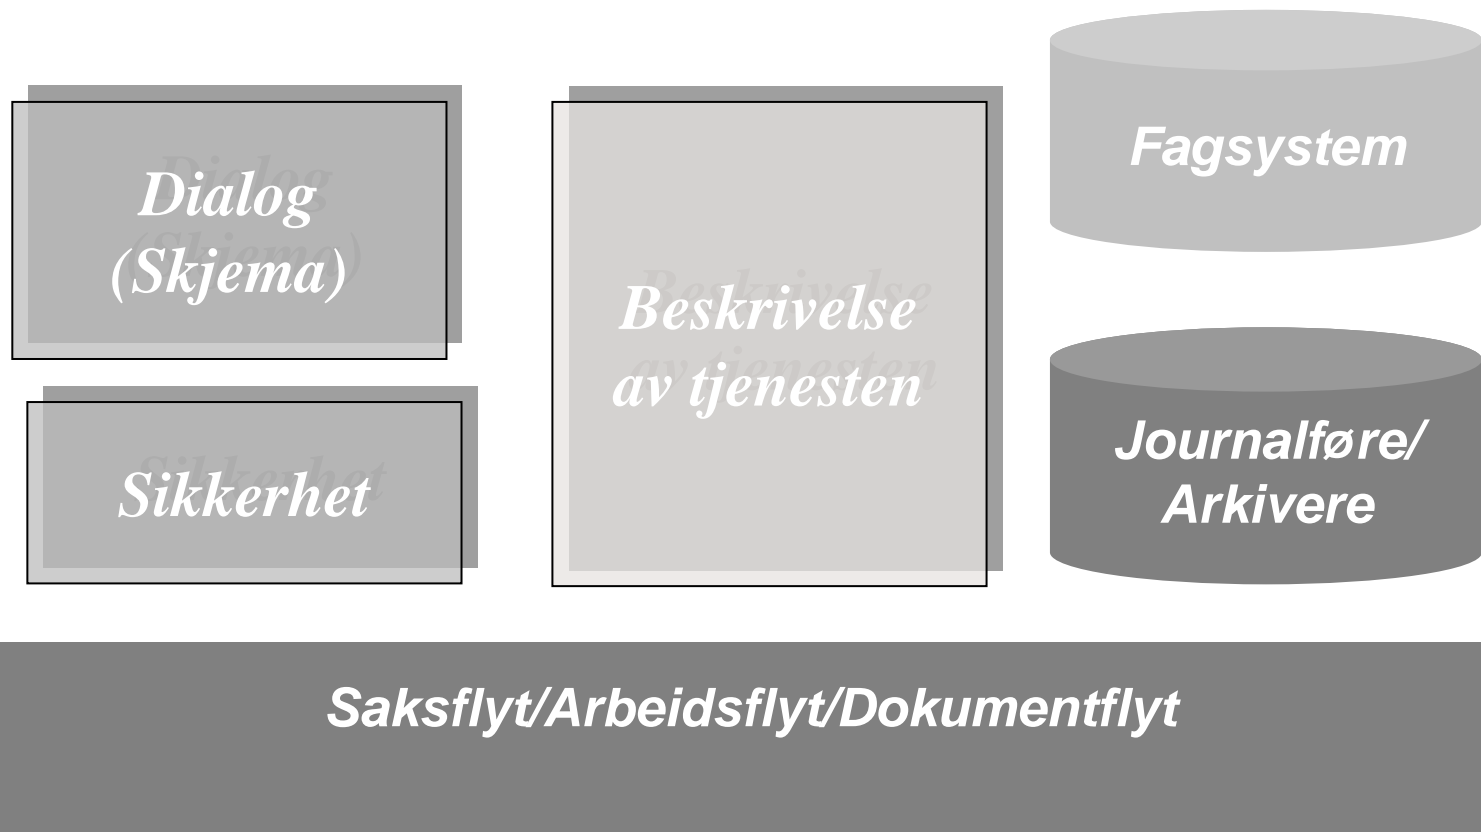 Dialog
(Skjema)
Sikkerhet
Beskrivelse
av tjenesten
Fagsystem
Journalføre/
Arkivere
Saksflyt/Arbeidsflyt/Dokumentflyt